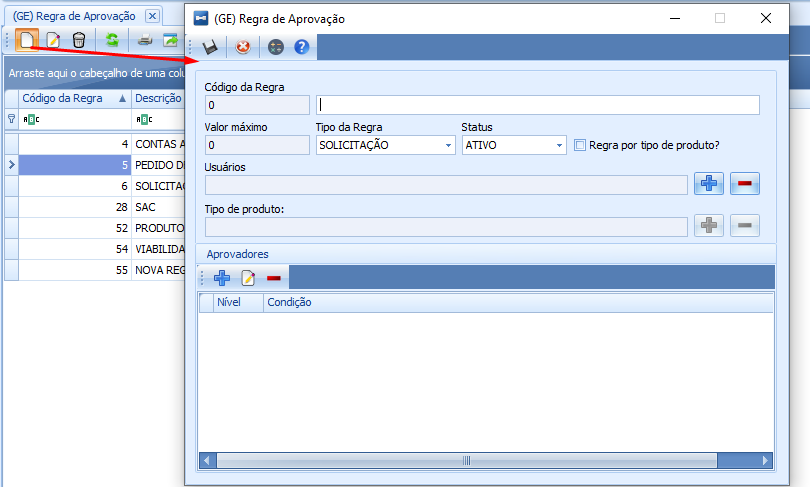 (GE) Regra de Aprovação
Arraste aqui o cabeçalho de uma colu
Código da Regra Descrição
ABC ABC
4 CONTAS A
5 PEDIDO D
6 SOLICITAÇ
28 SAC
52 PRODUTO
54 VIABILIDA
55 NOVA REG
(GE) Regra de Aprovação
Código da Regra
0
Valor máximo Tipo da Regra Status
0 SOLICITAÇÃO ATIVO Regra por tipo de produto?
Usuários
Tipo de produto:
Aprovadores
Nível Condição